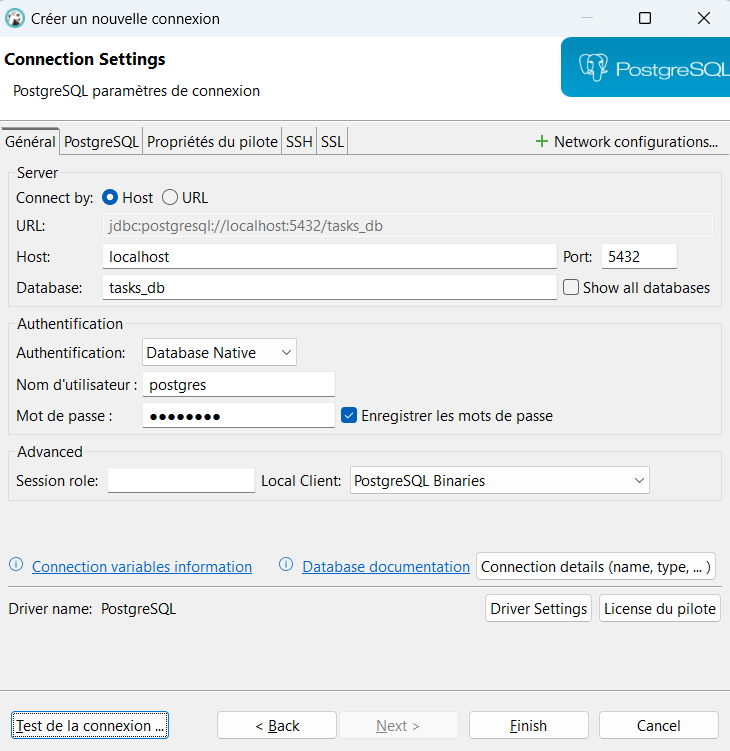 Créer un nouvelle connexion
Connection Settings
PostgreSQL paramètres de connexion
PostgreSQL
Général PostgreSQL Propriétés du pilote SSH SSL + Network configurations...
Server
Connect by: Host URL
URL: jdbc:postgresql://localhost:5432/tasks_db
Host: localhost Port: 5432
Database: tasks_db Show all databases
Authentification
Authentification: Database Native
Nom d'utilisateur : postgres
Mot de passe : ●●●●●●●● Enregistrer les mots de passe
Advanced
Session role: Local Client: PostgreSQL Binaries
Connection variables information Database documentation Connection details (name, type, ... )
Driver name: PostgreSQL Driver Settings License du pilote
Test de la connexion ... < Back Next > Finish Cancel